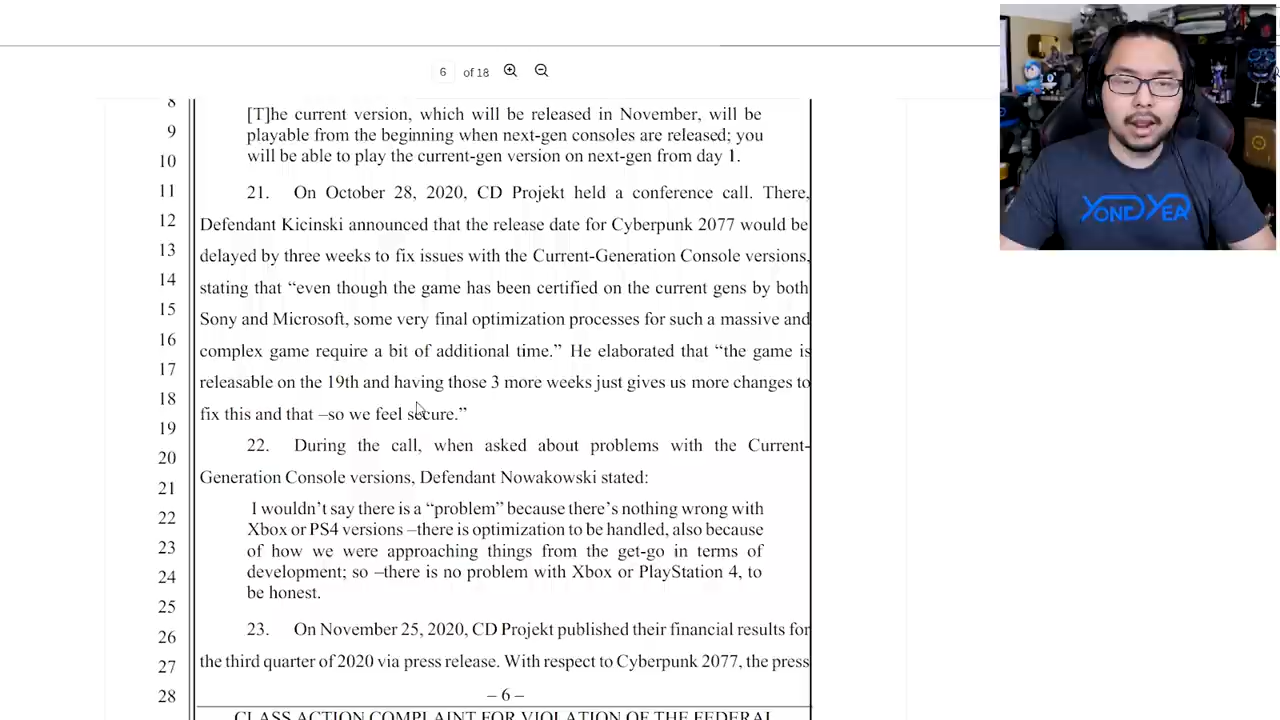 6 of 18
8
[T]he current version, which will be released in November, will be
9
playable from the beginning when next-gen consoles are released; you
10
will be able to play the current-gen version on next-gen from day 1.
11
21. On October 28, 2020, CD Projekt held a conference call. There,
12
Defendant Kicinski announced that the release date for Cyberpunk 2077 would be
13
delayed by three weeks to fix issues with the Current-Generation Console versions,
14
stating that “even though the game has been certified on the current gens by both
15
Sony and Microsoft, some very final optimization processes for such a massive and
16
complex game require a bit of additional time.” He elaborated that “the game is
17
releasable on the 19th and having those 3 more weeks just gives us more changes to
18
fix this and that –so we feel secure.”
19
22. During the call, when asked about problems with the Current-
20
Generation Console versions, Defendant Nowakowski stated:
21
I wouldn’t say there is a “problem” because there’s nothing wrong with
22
Xbox or PS4 versions –there is optimization to be handled, also because
23
of how we were approaching things from the get-go in terms of
24
development; so –there is no problem with Xbox or PlayStation 4, to
be honest.
25
23. On November 25, 2020, CD Projekt published their financial results for
26
the third quarter of 2020 via press release. With respect to Cyberpunk 2077, the press
27
– 6 –
28
CLASS ACTION COMPLAINT FOR VIOLATION OF THE FEDERAL
YONG YEA